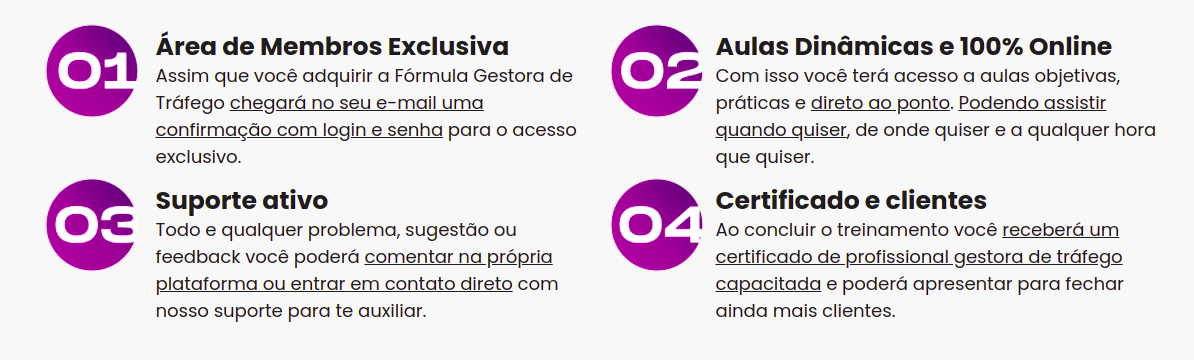 01
Área de Membros Exclusiva
Assim que você adquirir a Fórmula Gestora de
Tráfego chegará no seu e-mail uma
confirmação com login e senha para o acesso
exclusivo.
02
Aulas Dinâmicas e 100% Online
Com isso você terá acesso a aulas objetivas,
práticas e direto ao ponto. Podendo assistir
quando quiser, de onde quiser e a qualquer hora
que quiser.
03
Suporte ativo
Todo e qualquer problema, sugestão ou
feedback você poderá comentar na própria
plataforma ou entrar em contato direto com
nosso suporte para te auxiliar.
04
Certificado e clientes
Ao concluir o treinamento você receberá um
certificado de profissional gestora de tráfego
capacitada e poderá apresentar para fechar
ainda mais clientes.